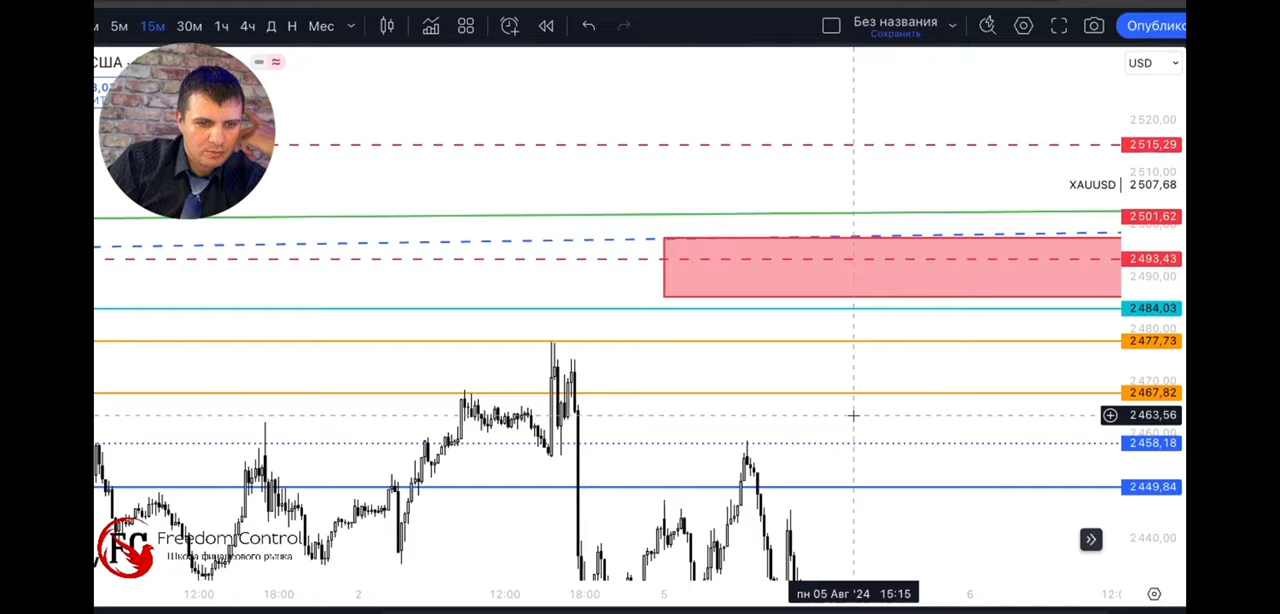 м 5м 15м 30м 1ч 4ч Д Н Мес
Без названия
Сохранить
Опублико
США
USD
2 520,00
2 515,29
2 510,00
XAUUSD 2 507,68
2 501,62
2 493,43
2 490,00
2 484,03
2 480,00
2 477,73
2 470,00
2 467,82
2 463,56
2 460,00
2 458,18
2 449,84
2 440,00
FC
Freedom Control
Школа финансового рынка
12:00 18:00 2 12:00 18:00 5 пн 05 Авг '24 15:15 6